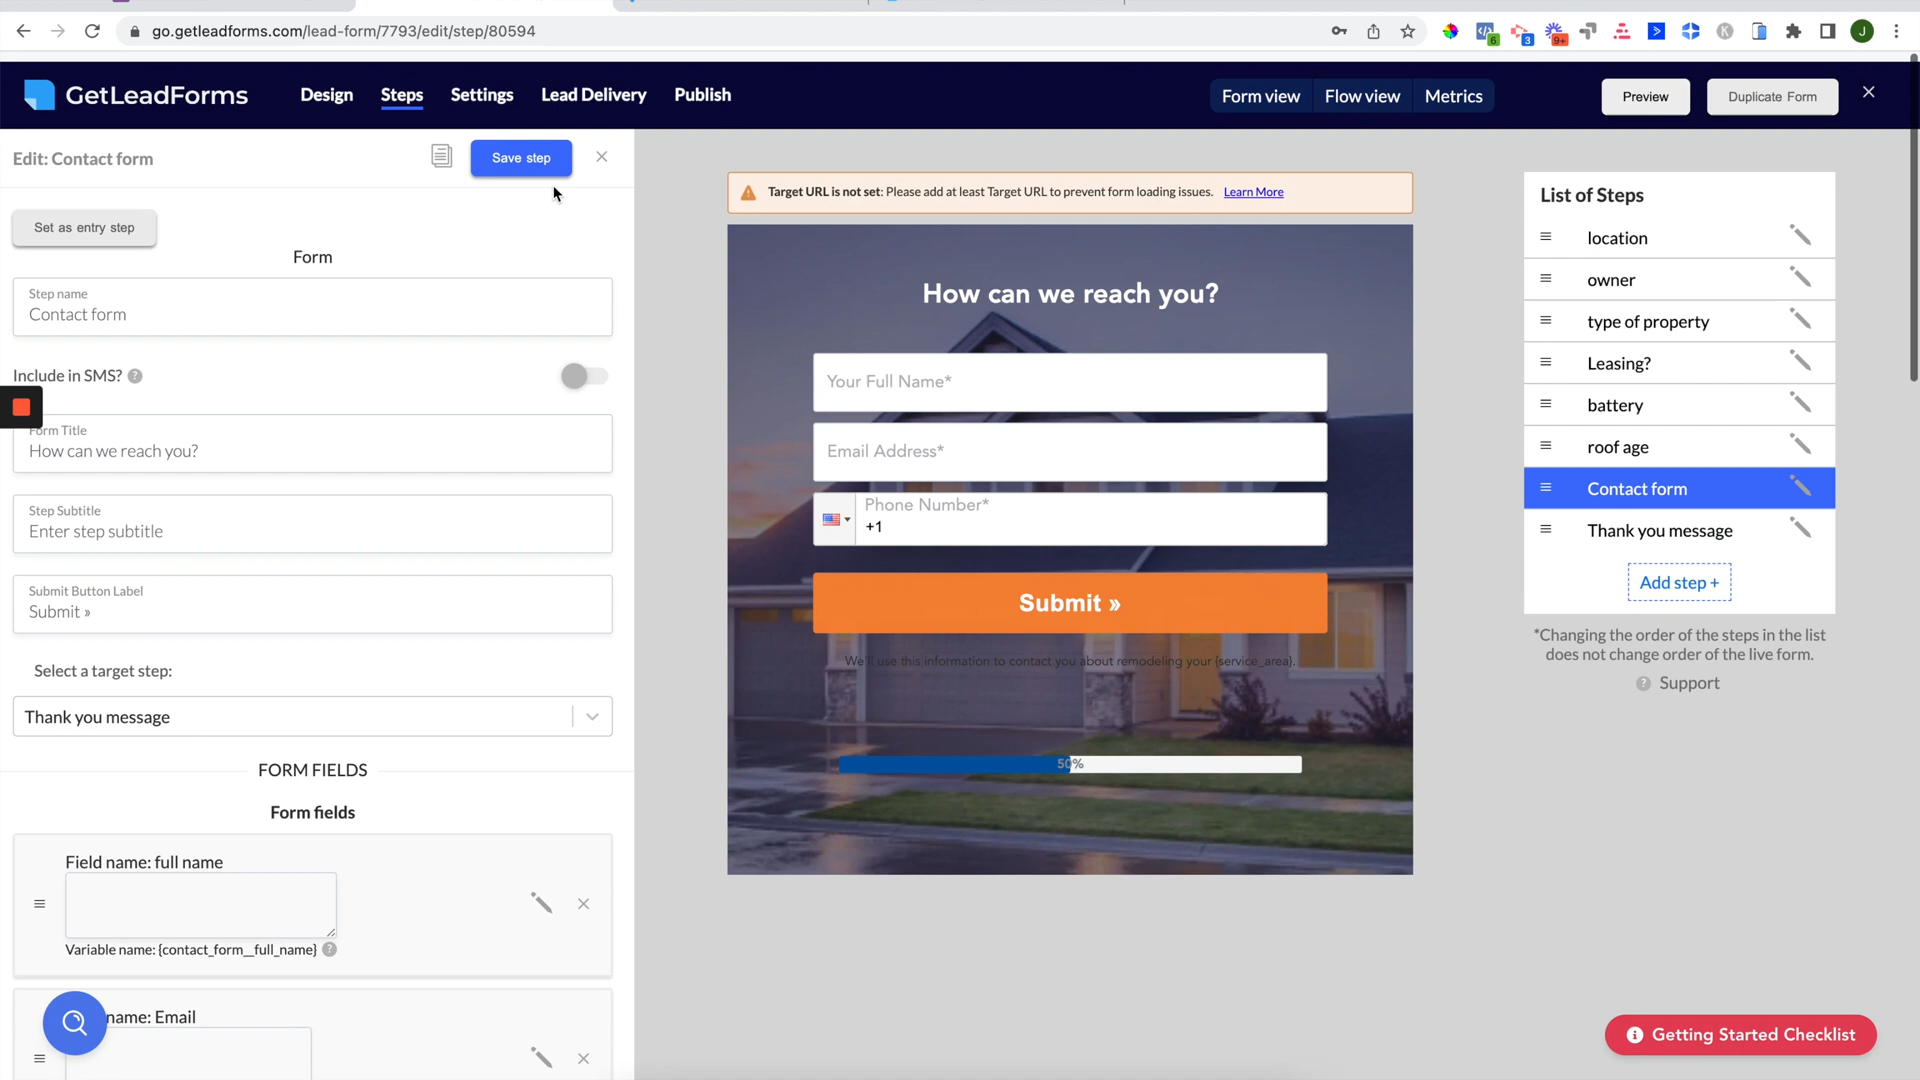 go.getleadforms.com/lead-form/7793/edit/step/80594
6
3
9+
K
J
GetLeadForms
Design
Steps
Settings
Lead Delivery
Publish
Form view
Flow view
Metrics
Preview
Duplicate Form
Edit: Contact form
Save step
Set as entry step
Form
Step name
Contact form
Include in SMS? ?
Form Title
How can we reach you?
Step Subtitle
Enter step subtitle
Submit Button Label
Submit »
Select a target step:
Thank you message
FORM FIELDS
Form fields
Field name: full name
Variable name: {contact_form__full_name} ?
name: Email
Target URL is not set: Please add at least Target URL to prevent form loading issues. Learn More
How can we reach you?
Your Full Name*
Email Address*
Phone Number*
+1
Submit »
We'll use this information to contact you about remodeling your {service_area}.
50%
List of Steps
location
owner
type of property
Leasing?
battery
roof age
Contact form
Thank you message
Add step +
*Changing the order of the steps in the list
does not change order of the live form.
? Support
Getting Started Checklist